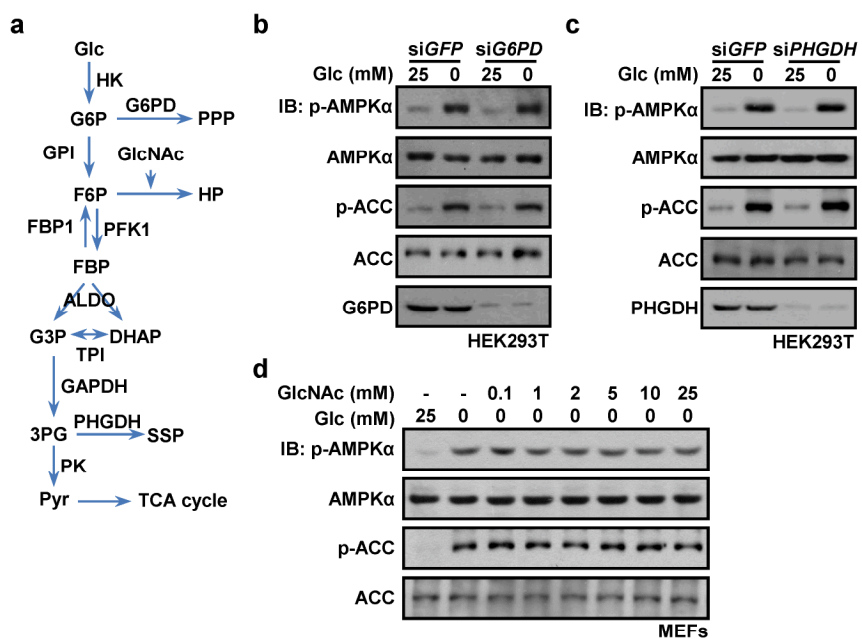 a
Glc
HK
G6P
G6PD
PPP
GPI
GlcNAc
F6P
HP
FBP1
PFK1
FBP
ALDO
G3P
DHAP
TPI
GAPDH
3PG
PHGDH
SSP
PK
Pyr
TCA cycle
b
siGFP siG6PD
Glc (mM) 25 0 25 0
IB: p-AMPKα
AMPKα
p-ACC
ACC
G6PD
HEK293T
c
siGFP siPHGDH
Glc (mM) 25 0 25 0
IB: p-AMPKα
AMPKα
p-ACC
ACC
PHGDH
HEK293T
d
GlcNAc (mM) - - 0.1 1 2 5 10 25
Glc (mM) 25 0 0 0 0 0 0 0
IB: p-AMPKα
AMPKα
p-ACC
ACC
MEFs